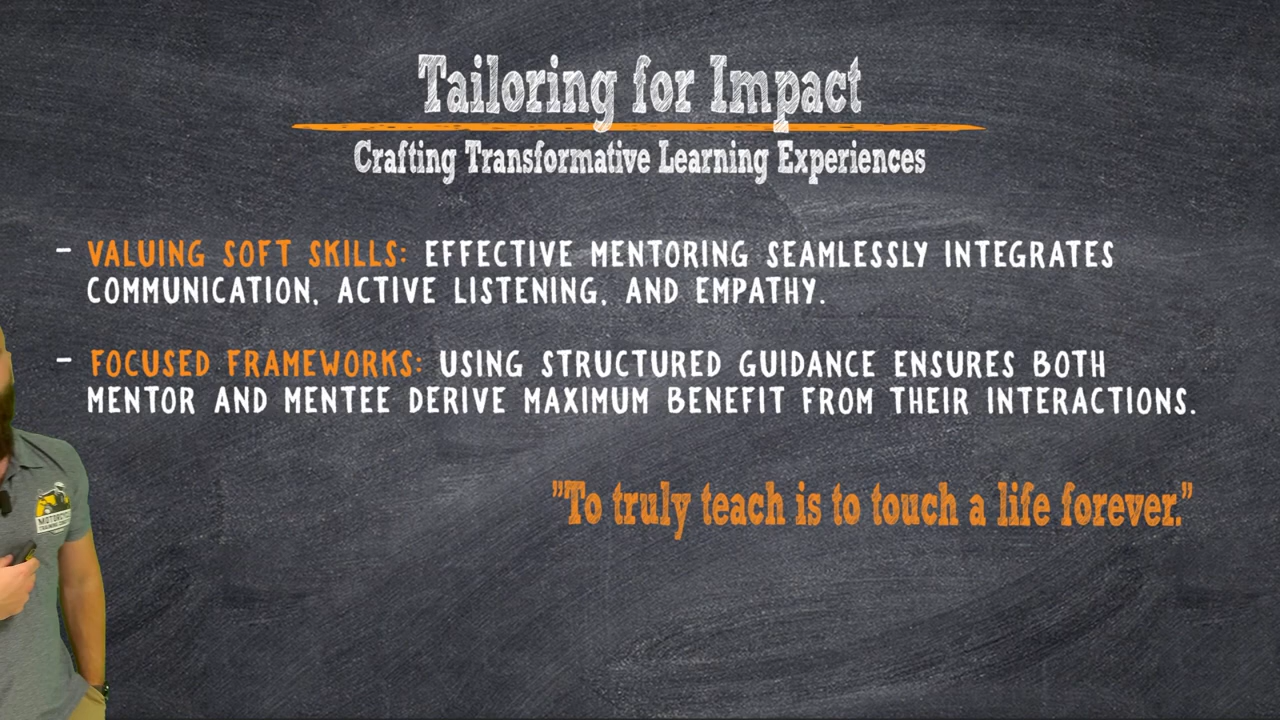 Tailoring for Impact
Crafting Transformative Learning Experiences
- VALUING SOFT SKILLS: EFFECTIVE MENTORING SEAMLESSLY INTEGRATES
COMMUNICATION, ACTIVE LISTENING, AND EMPATHY.
- FOCUSED FRAMEWORKS: USING STRUCTURED GUIDANCE ENSURES BOTH
MENTOR AND MENTEE DERIVE MAXIMUM BENEFIT FROM THEIR INTERACTIONS.
"To truly teach is to touch a life forever."
TRAINING